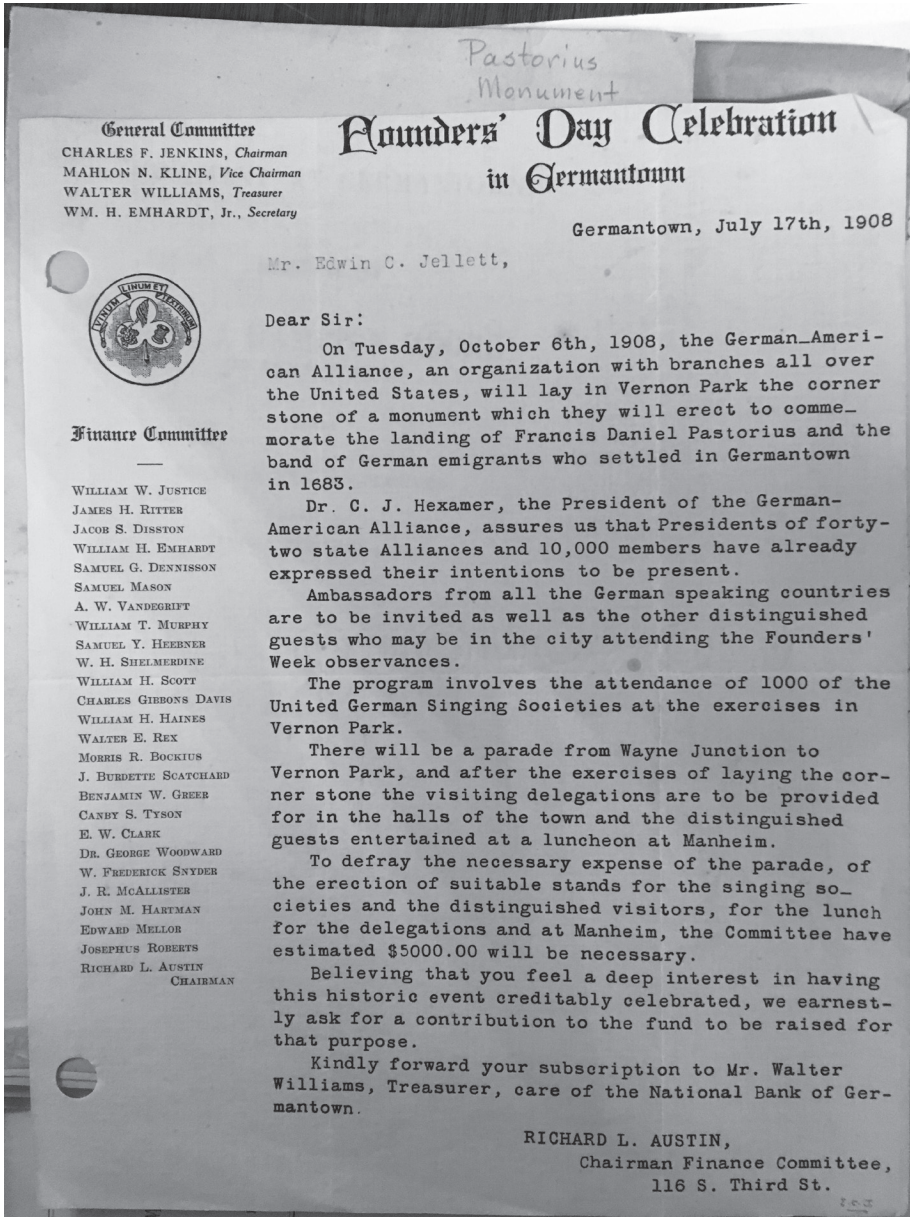 Pastorius
Monument
Founders' Day Celebration
in Germantown
General Committee
CHARLES F. JENKINS, Chairman
MAHLON N. KLINE, Vice Chairman
WALTER WILLIAMS, Treasurer
WM. H. EMHARDT, Jr., Secretary
VINUM LINUM ET TEXTRINUM
Finance Committee
WILLIAM W. JUSTICE
JAMES H. RITTER
JACOB S. DISSTON
WILLIAM H. EMHARDT
SAMUEL G. DENNISSON
SAMUEL MASON
A. W. VANDEGRIFT
WILLIAM T. MURPHY
SAMUEL Y. HEEBNER
W. H. SHELMERDINE
WILLIAM H. SCOTT
CHARLES GIBBONS DAVIS
WILLIAM H. HAINES
WALTER E. REX
MORRIS R. BOCKIUS
J. BURDETTE SCATCHARD
BENJAMIN W. GREER
CANBY S. TYSON
E. W. CLARK
DR. GEORGE WOODWARD
W. FREDERICK SNYDER
J. R. MCALLISTER
JOHN M. HARTMAN
EDWARD MELLOR
JOSEPHUS ROBERTS
RICHARD L. AUSTIN
CHAIRMAN
Germantown, July 17th, 1908
Mr. Edwin C. Jellett,
Dear Sir:
On Tuesday, October 6th, 1908, the German_Ameri-
can Alliance, an organization with branches all over
the United States, will lay in Vernon Park the corner
stone of a monument which they will erect to comme_
morate the landing of Francis Daniel Pastorius and the
band of German emigrants who settled in Germantown
in 1683.
Dr. C. J. Hexamer, the President of the German-
American Alliance, assures us that Presidents of forty-
two state Alliances and 10,000 members have already
expressed their intentions to be present.
Ambassadors from all the German speaking countries
are to be invited as well as the other distinguished
guests who may be in the city attending the Founders'
Week observances.
The program involves the attendance of 1000 of the
United German Singing Societies at the exercises in
Vernon Park.
There will be a parade from Wayne Junction to
Vernon Park, and after the exercises of laying the cor-
ner stone the visiting delegations are to be provided
for in the halls of the town and the distinguished
guests entertained at a luncheon at Manheim.
To defray the necessary expense of the parade, of
the erection of suitable stands for the singing so_
cieties and the distinguished visitors, for the lunch
for the delegations and at Manheim, the Committee have
estimated $5000.00 will be necessary.
Believing that you feel a deep interest in having
this historic event creditably celebrated, we earnest-
ly ask for a contribution to the fund to be raised for
that purpose.
Kindly forward your subscription to Mr. Walter
Williams, Treasurer, care of the National Bank of Ger-
mantown.
RICHARD L. AUSTIN,
Chairman Finance Committee,
116 S. Third St.